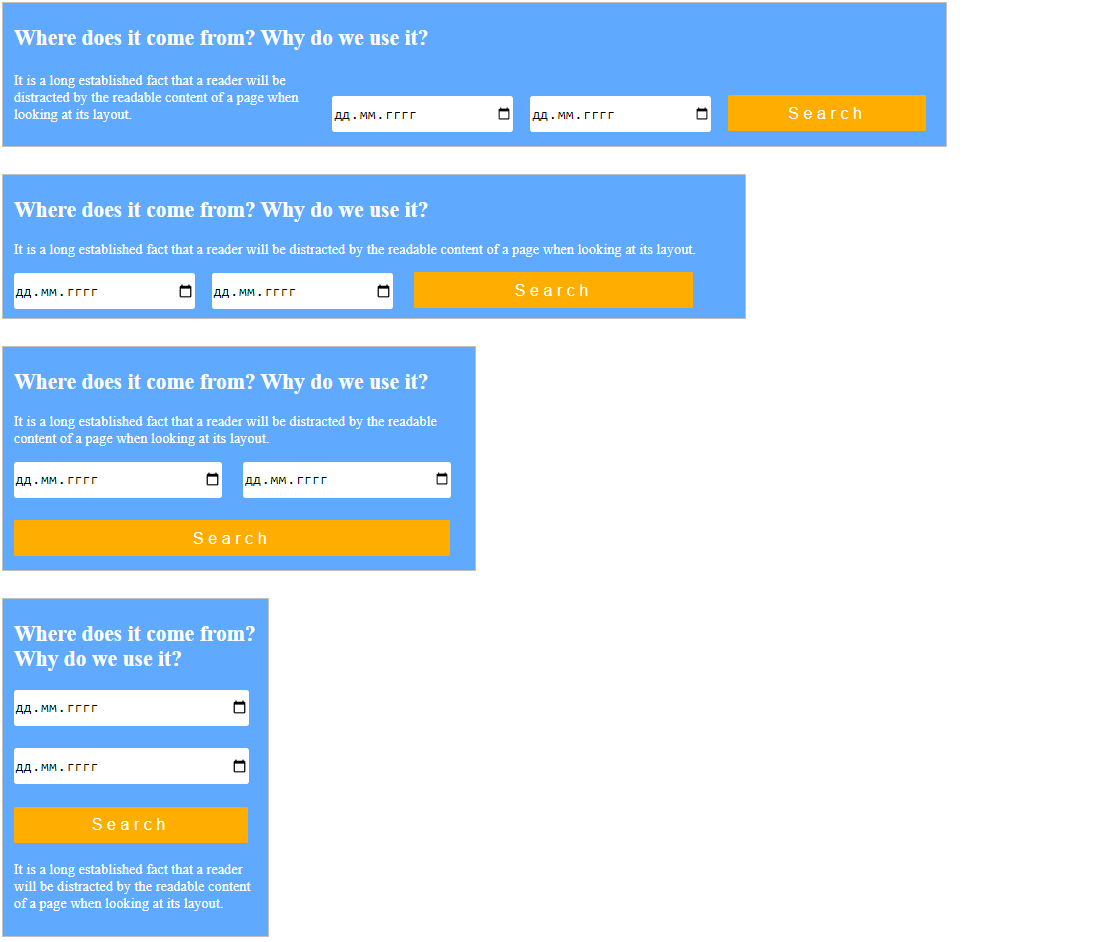 Where does it come from? Why do we use it?
It is a long established fact that a reader will be
distracted by the readable content of a page when
looking at its layout.
дд.мм.гггг дд.мм.гггг Search
Where does it come from? Why do we use it?
It is a long established fact that a reader will be distracted by the readable content of a page when looking at its layout.
дд.мм.гггг дд.мм.гггг Search
Where does it come from? Why do we use it?
It is a long established fact that a reader will be distracted by the readable
content of a page when looking at its layout.
дд.мм.гггг дд.мм.гггг
Search
Where does it come from?
Why do we use it?
дд.мм.гггг
дд.мм.гггг
Search
It is a long established fact that a reader
will be distracted by the readable content
of a page when looking at its layout.